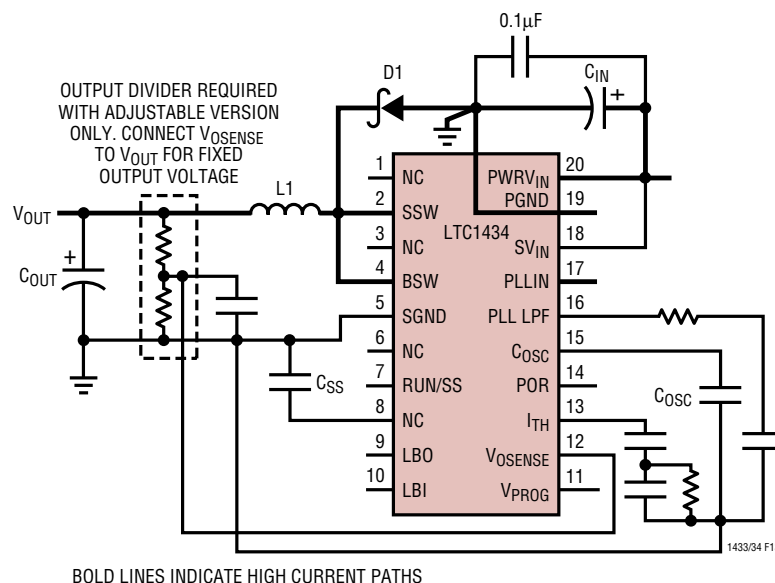 0.1µF
D1
CIN
+
OUTPUT DIVIDER REQUIRED
WITH ADJUSTABLE VERSION
ONLY. CONNECT VOSENSE
TO VOUT FOR FIXED
OUTPUT VOLTAGE
L1
VOUT
+
COUT
CSS
LTC1434
1 NC
2 SSW
3 NC
4 BSW
5 SGND
6 NC
7 RUN/SS
8 NC
9 LBO
10 LBI
PWRVIN 20
PGND 19
SVIN 18
PLLIN 17
PLL LPF 16
COSC 15
POR 14
ITH 13
VOSENSE 12
VPROG 11
COSC
1433/34 F1
BOLD LINES INDICATE HIGH CURRENT PATHS